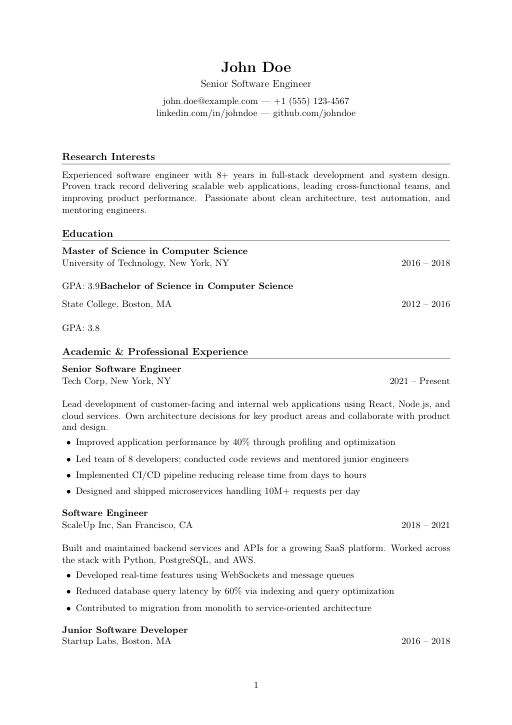 John Doe
Senior Software Engineer
john.doe@example.com — +1 (555) 123-4567
linkedin.com/in/johndoe — github.com/johndoe
Research Interests
Experienced software engineer with 8+ years in full-stack development and system design.
Proven track record delivering scalable web applications, leading cross-functional teams, and
improving product performance. Passionate about clean architecture, test automation, and
mentoring engineers.
Education
Master of Science in Computer Science
University of Technology, New York, NY 2016 – 2018
GPA: 3.9Bachelor of Science in Computer Science
State College, Boston, MA 2012 – 2016
GPA: 3.8
Academic & Professional Experience
Senior Software Engineer
Tech Corp, New York, NY 2021 – Present
Lead development of customer-facing and internal web applications using React, Node.js, and
cloud services. Own architecture decisions for key product areas and collaborate with product
and design.
• Improved application performance by 40% through profiling and optimization
• Led team of 8 developers; conducted code reviews and mentored junior engineers
• Implemented CI/CD pipeline reducing release time from days to hours
• Designed and shipped microservices handling 10M+ requests per day
Software Engineer
ScaleUp Inc, San Francisco, CA 2018 – 2021
Built and maintained backend services and APIs for a growing SaaS platform. Worked across
the stack with Python, PostgreSQL, and AWS.
• Developed real-time features using WebSockets and message queues
• Reduced database query latency by 60% via indexing and query optimization
• Contributed to migration from monolith to service-oriented architecture
Junior Software Developer
Startup Labs, Boston, MA 2016 – 2018
1